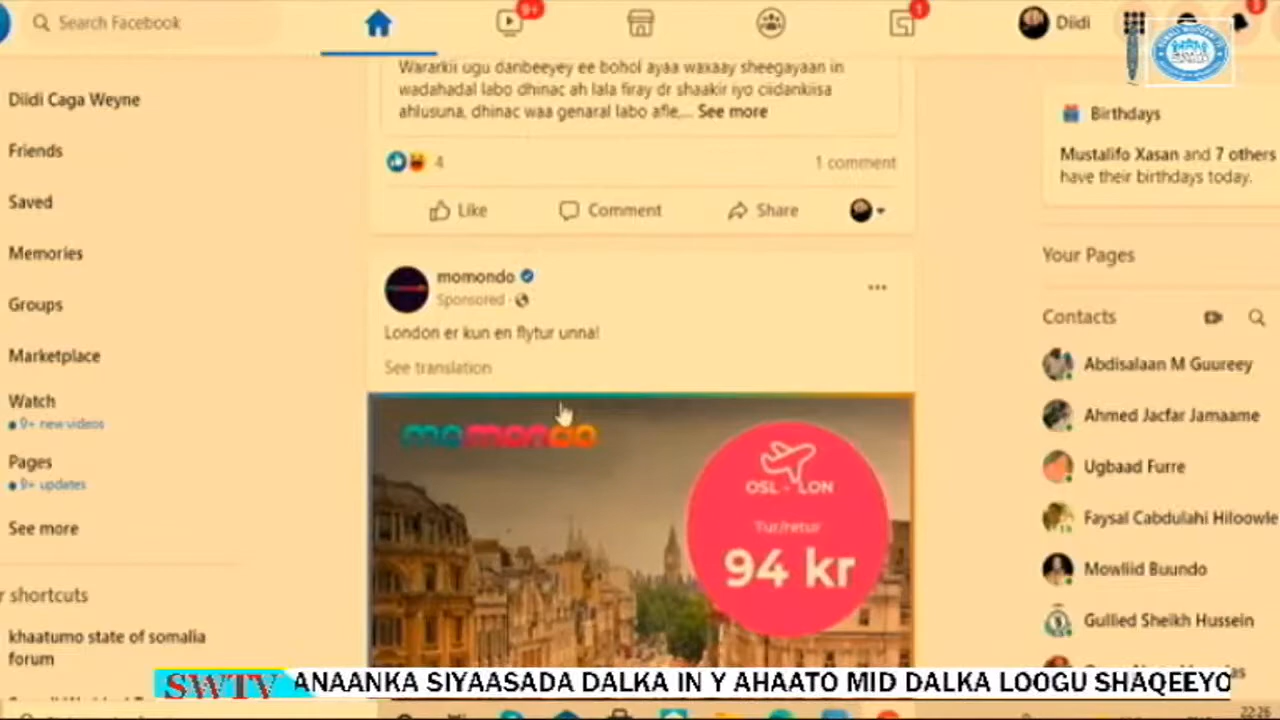 Search Facebook
9+
1
Diidi
Diidi Caga Weyne
Friends
Saved
Memories
Groups
Marketplace
Watch
9+ new videos
Pages
9+ updates
See more
shortcuts
khaatumo state of somalia
forum
Wararkii ugu danbeeyey ee bohol ayaa waxaay sheegayaan in
wadahadal labo dhinac ah lala firay dr shaakir iyo ciidankiisa
ahlusuna, dhinac waa genaral labo afle,... See more
4
1 comment
Like
Comment
Share
momondo
Sponsored
London er kun en flytur unna!
See translation
momondo
OSL - LON
Tur/retur
94 kr
Birthdays
Mustalifo Xasan and 7 others
have their birthdays today.
Your Pages
Contacts
Abdisalaan M Guureey
Ahmed Jacfar Jamaame
Ugbaad Furre
Faysal Cabdulahi Hiloowle
Mowliid Buundo
Gullied Sheikh Hussein
SWTV
ANAANKA SIYAASADA DALKA IN Y AHAATO MID DALKA LOOGU SHAQEEYO
22:26